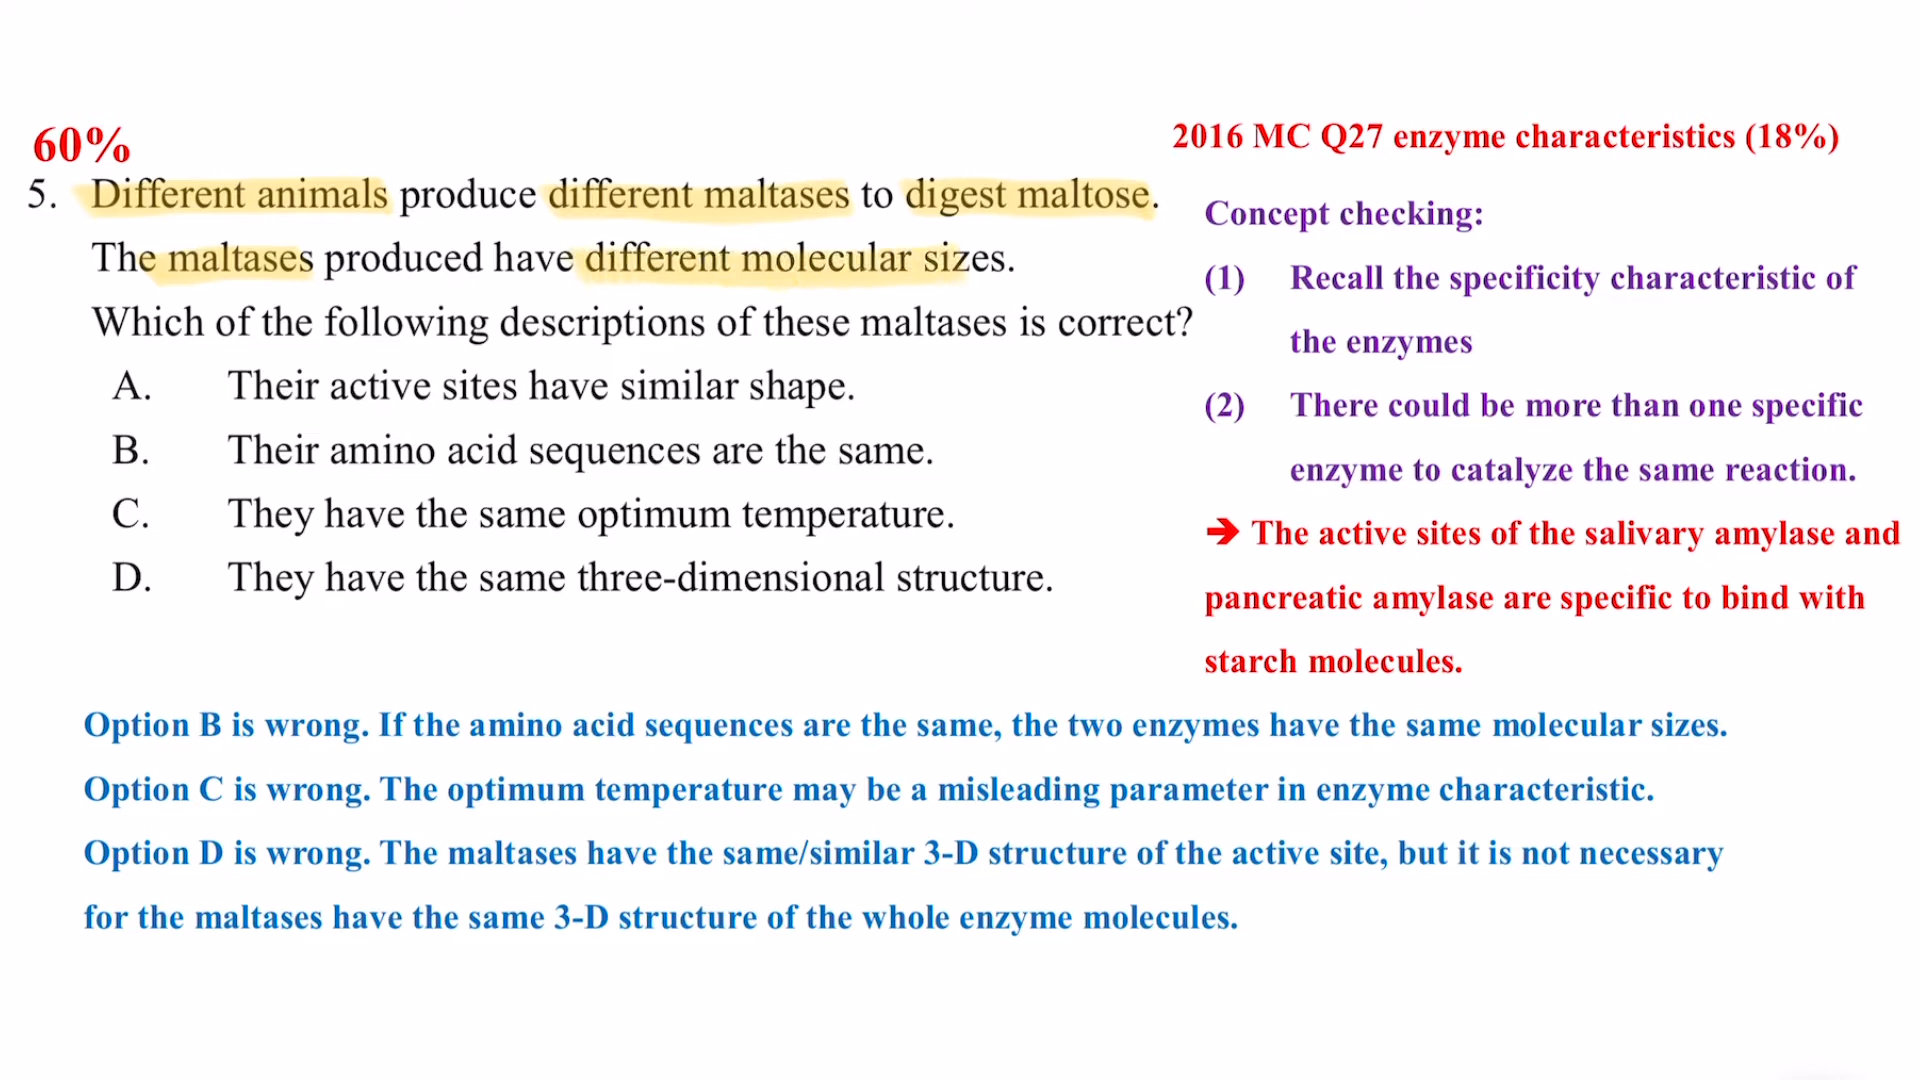 60%
5. Different animals produce different maltases to digest maltose.
The maltases produced have different molecular sizes.
Which of the following descriptions of these maltases is correct?
A. Their active sites have similar shape.
B. Their amino acid sequences are the same.
C. They have the same optimum temperature.
D. They have the same three-dimensional structure.
2016 MC Q27 enzyme characteristics (18%)
Concept checking:
(1) Recall the specificity characteristic of
the enzymes
(2) There could be more than one specific
enzyme to catalyze the same reaction.
➔ The active sites of the salivary amylase and
pancreatic amylase are specific to bind with
starch molecules.
Option B is wrong. If the amino acid sequences are the same, the two enzymes have the same molecular sizes.
Option C is wrong. The optimum temperature may be a misleading parameter in enzyme characteristic.
Option D is wrong. The maltases have the same/similar 3-D structure of the active site, but it is not necessary
for the maltases have the same 3-D structure of the whole enzyme molecules.